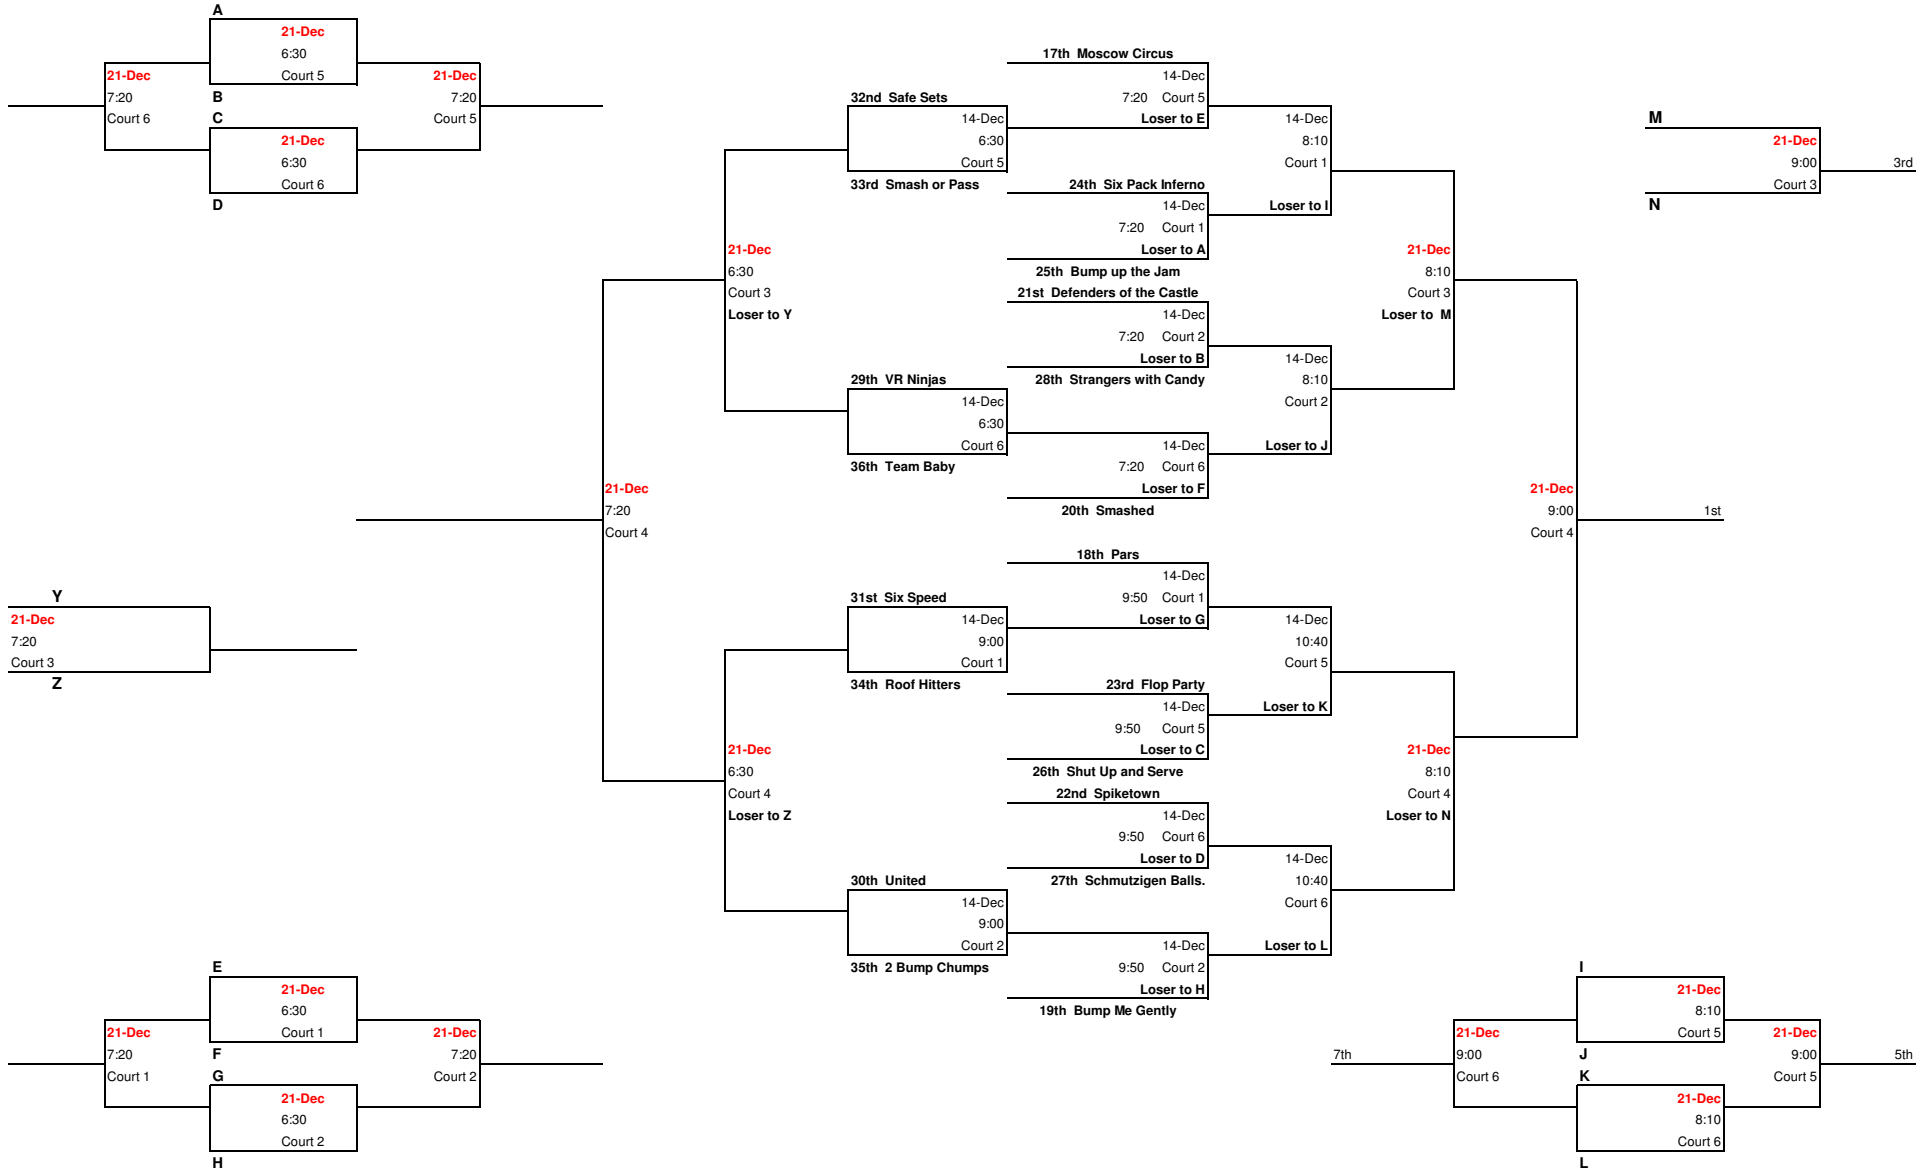 A
21-Dec
6:30
Court 5
B
21-Dec
7:20
Court 6
21-Dec
7:20
Court 5
C
21-Dec
6:30
Court 6
D
Y
21-Dec
7:20
Court 3
Z
E
21-Dec
6:30
Court 1
F
21-Dec
7:20
Court 1
21-Dec
7:20
Court 2
G
21-Dec
6:30
Court 2
H
21-Dec
7:20
Court 4
21-Dec
6:30
Court 3
Loser to Y
21-Dec
6:30
Court 4
Loser to Z
32nd Safe Sets
14-Dec
6:30
Court 5
33rd Smash or Pass
29th VR Ninjas
14-Dec
6:30
Court 6
36th Team Baby
31st Six Speed
14-Dec
9:00
Court 1
34th Roof Hitters
30th United
14-Dec
9:00
Court 2
35th 2 Bump Chumps
17th Moscow Circus
14-Dec
7:20 Court 5
Loser to E
24th Six Pack Inferno
14-Dec
7:20 Court 1
Loser to A
25th Bump up the Jam
21st Defenders of the Castle
14-Dec
7:20 Court 2
Loser to B
28th Strangers with Candy
14-Dec
7:20 Court 6
Loser to F
20th Smashed
18th Pars
14-Dec
9:50 Court 1
Loser to G
23rd Flop Party
14-Dec
9:50 Court 5
Loser to C
26th Shut Up and Serve
22nd Spiketown
14-Dec
9:50 Court 6
Loser to D
27th Schmutzigen Balls.
14-Dec
9:50 Court 2
Loser to H
19th Bump Me Gently
14-Dec
8:10
Court 1
Loser to I
14-Dec
8:10
Court 2
Loser to J
14-Dec
10:40
Court 5
Loser to K
14-Dec
10:40
Court 6
Loser to L
21-Dec
8:10
Court 3
Loser to M
21-Dec
8:10
Court 4
Loser to N
21-Dec
9:00
Court 4
1st
M
21-Dec
9:00
Court 3
3rd
N
I
21-Dec
8:10
Court 5
J
7th
21-Dec
9:00
Court 6
21-Dec
9:00
Court 5
5th
K
21-Dec
8:10
Court 6
L